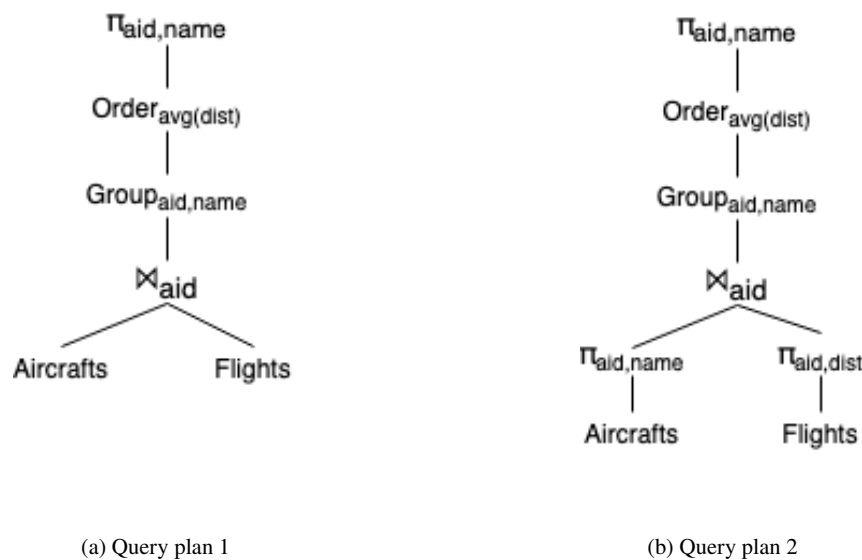 π aid,name
Order avg(dist)
Group aid,name
⋈ aid
Aircrafts Flights
(a) Query plan 1
π aid,name
Order avg(dist)
Group aid,name
⋈ aid
π aid,name π aid,dist
Aircrafts Flights
(b) Query plan 2